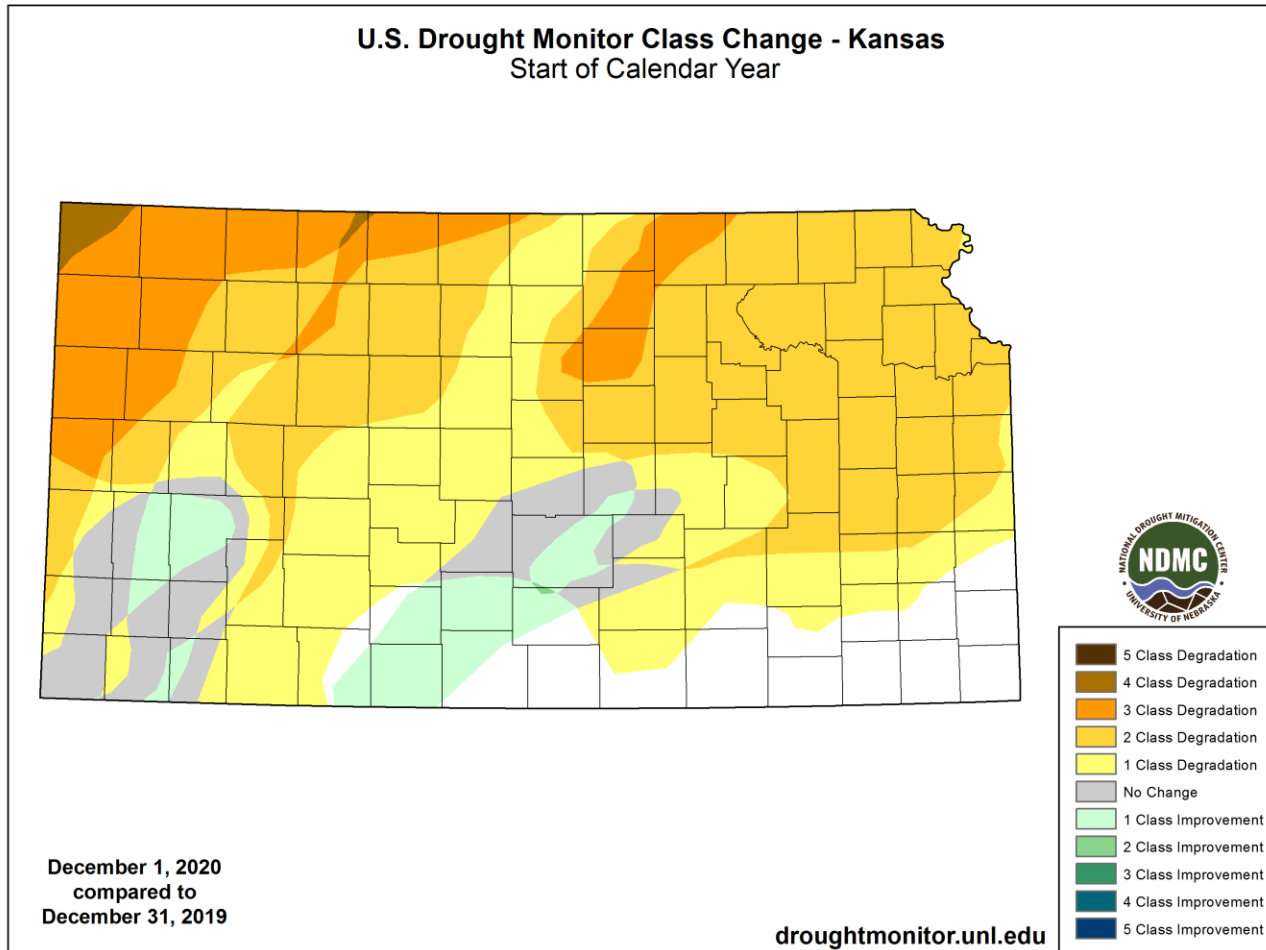 U.S. Drought Monitor Class Change - Kansas
Start of Calendar Year
NATIONAL DROUGHT MITIGATION CENTER
NDMC
UNIVERSITY OF NEBRASKA
5 Class Degradation
4 Class Degradation
3 Class Degradation
2 Class Degradation
1 Class Degradation
No Change
1 Class Improvement
2 Class Improvement
3 Class Improvement
4 Class Improvement
5 Class Improvement
December 1, 2020
compared to
December 31, 2019
droughtmonitor.unl.edu